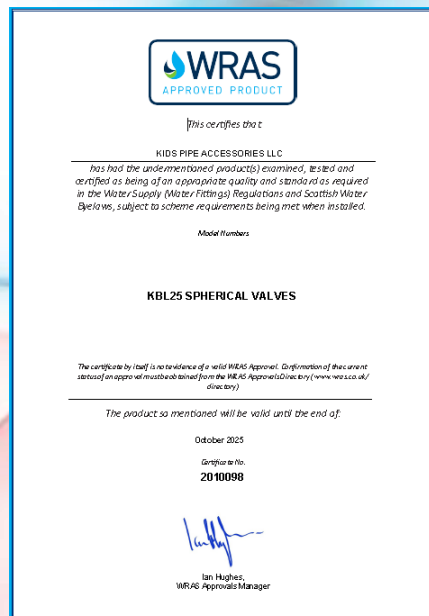 WRAS
APPROVED PRODUCT
This certifies that
KIDS PIPE ACCESSORIES LLC
has had the undermentioned product(s) examined, tested and
certified as being of an appropriate quality and standard as required
in the Water Supply (Water Fittings) Regulations and Scottish Water
Byelaws, subject to scheme requirements being met when installed.
Model Numbers
KBL25 SPHERICAL VALVES
The certificate by itself is not evidence of a valid WRAS Approval. Confirmation of the current
status of an approval must be obtained from the WRAS Approvals Directory (www.wras.co.uk/
directory)
The product so mentioned will be valid until the end of:
October 2025
Certificate No.
2010098
Ian Hughes,
WRAS Approvals Manager